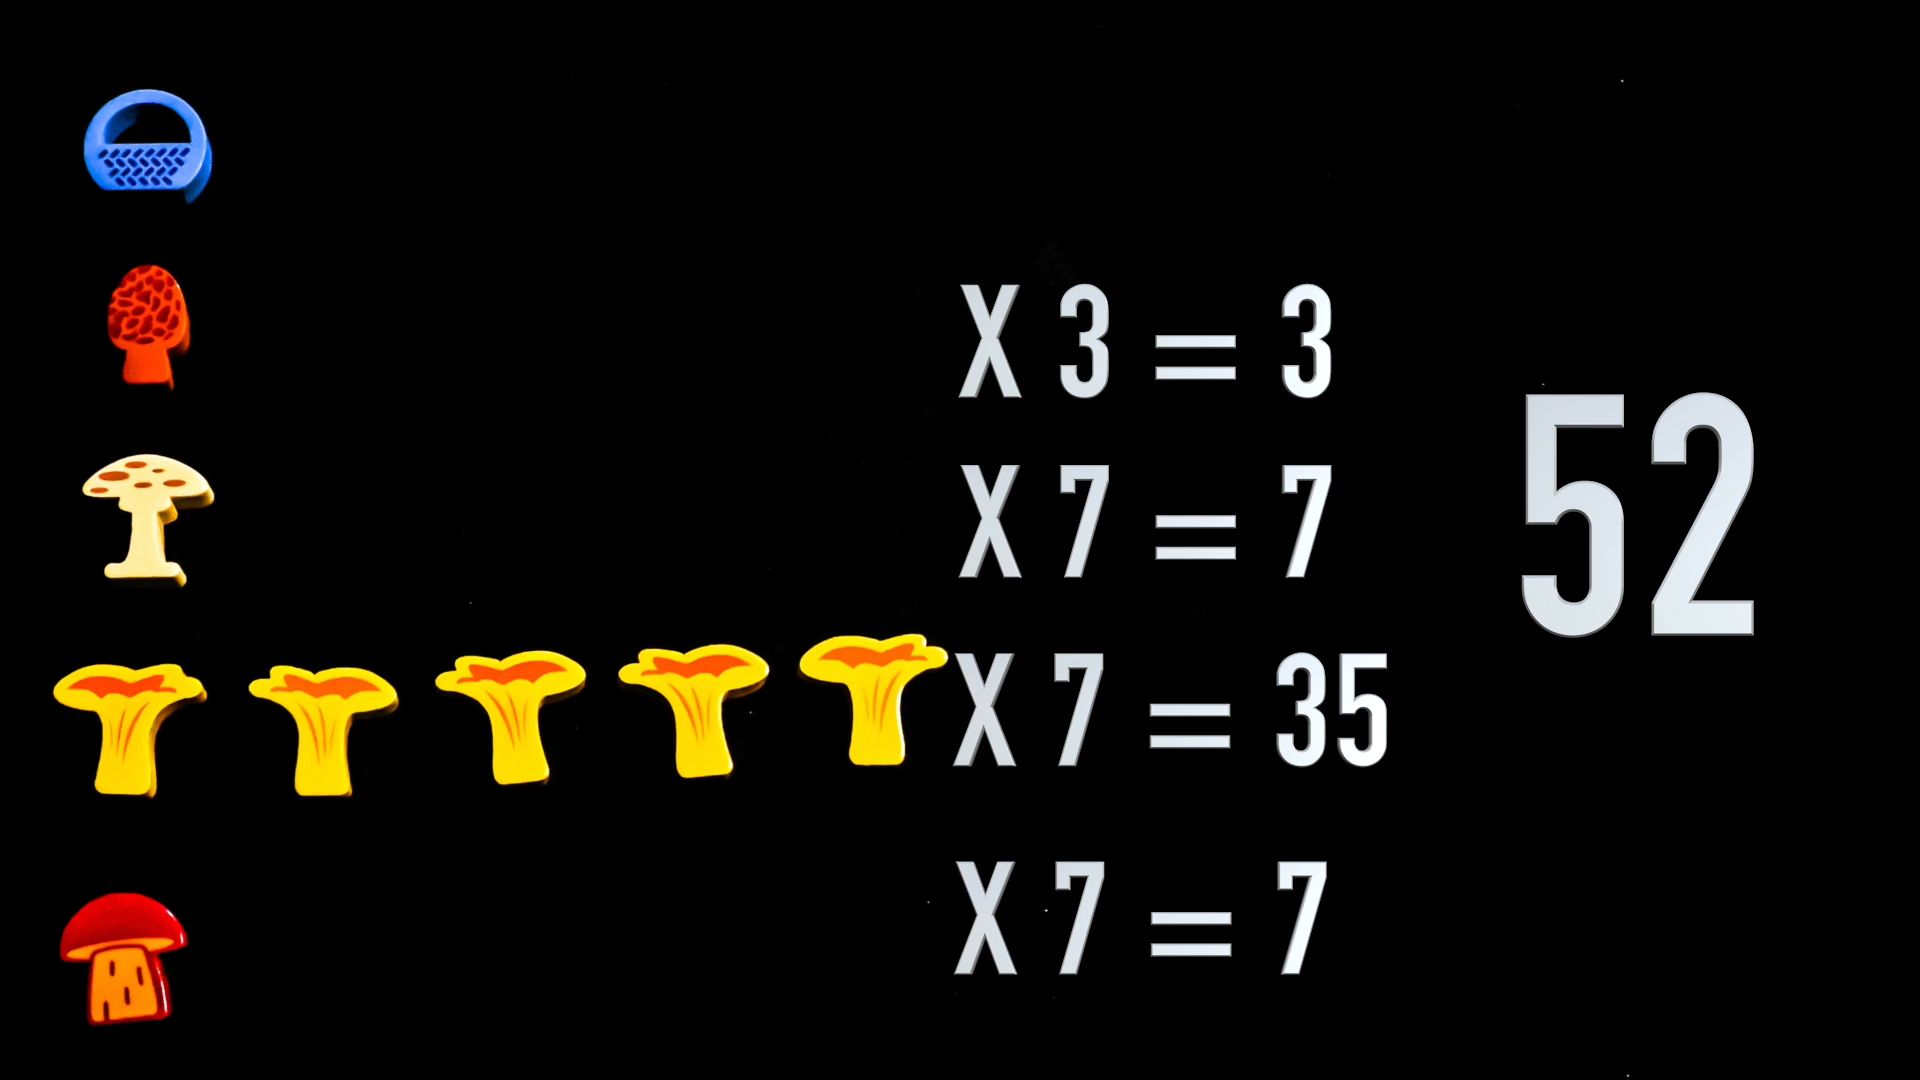 X 3 = 3
X 7 = 7
X 7 = 35
X 7 = 7
52